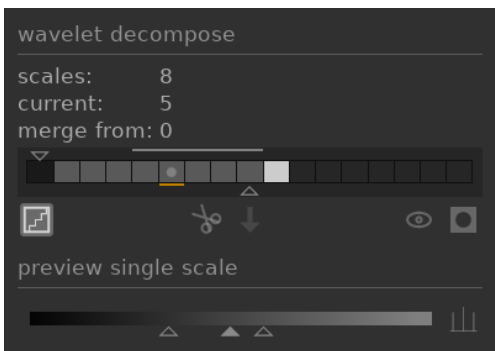 wavelet decompose
scales: 8
current: 5
merge from: 0
preview single scale